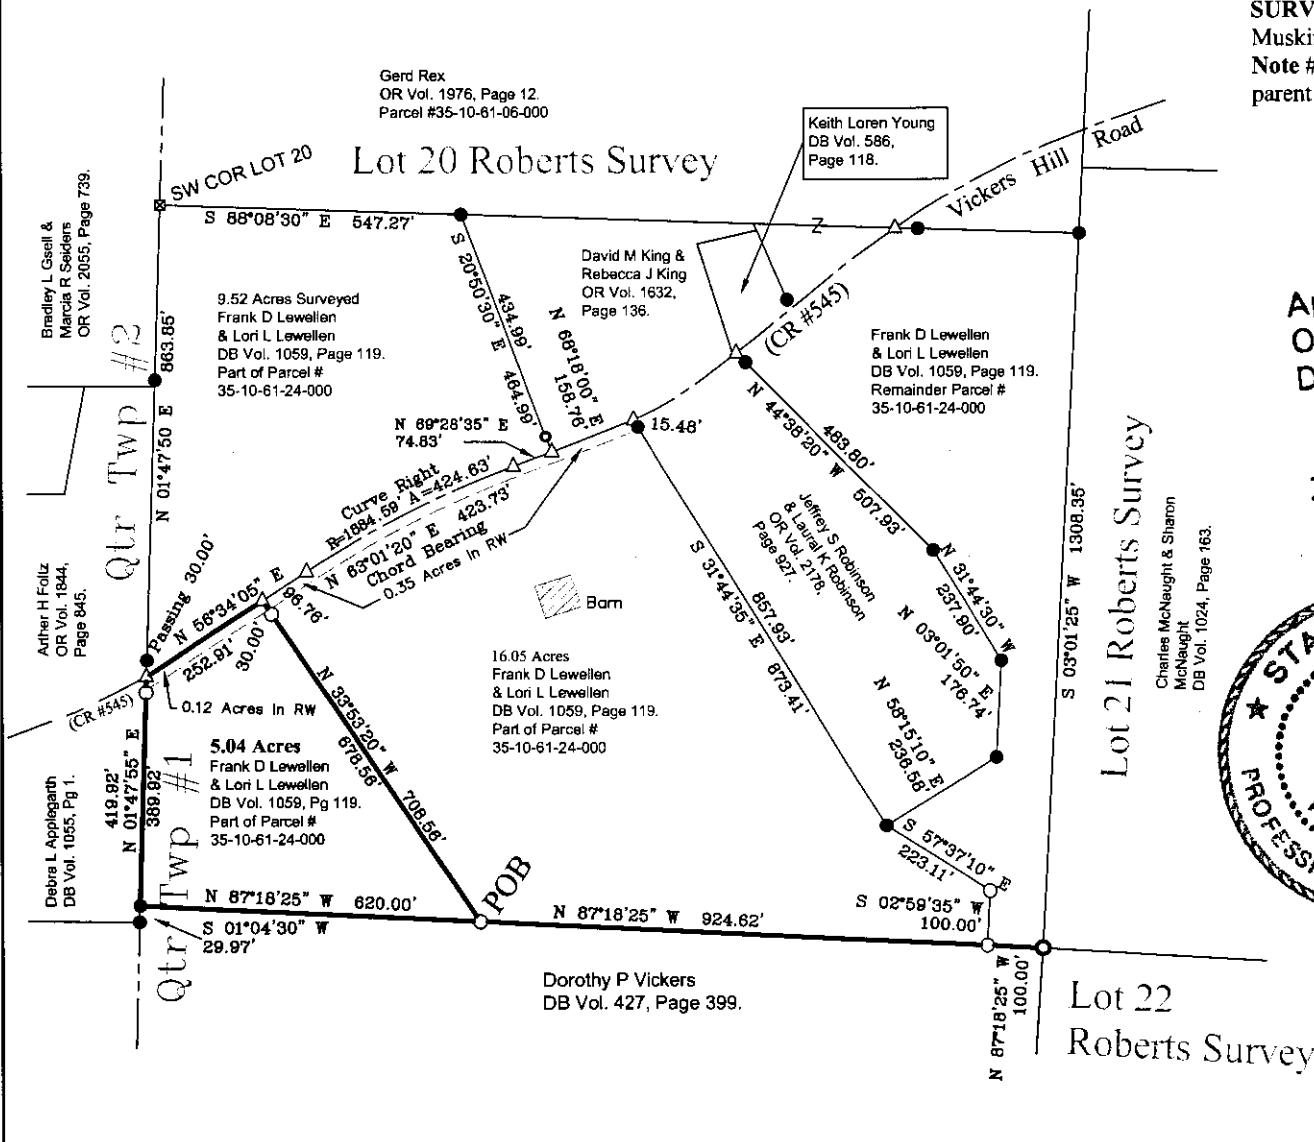 SURV
Muski
Note #
parent
Gerd Rex
OR Vol. 1976, Page 12.
Parcel #35-10-61-06-000
Lot 20 Roberts Survey
SW COR LOT 20
Keith Loren Young
DB Vol. 586,
Page 118.
Vickers Hill Road
(CR #545)
S 88°08'30" E 547.27'
Z
Bradley L Gsell &
Marcia R Seiders
OR Vol. 2055, Page 739.
9.52 Acres Surveyed
Frank D Lewellen
& Lori L Lewellen
DB Vol. 1059, Page 119.
Part of Parcel #
35-10-61-24-000
S 20°50'30" E
434.99'
464.99'
David M King &
Rebecca J King
OR Vol. 1632,
Page 136.
N 68°18'00" E
158.76'
Frank D Lewellen
& Lori L Lewellen
DB Vol. 1059, Page 119.
Remainder Parcel #
35-10-61-24-000
863.85'
N 01°47'50 E
Qtr Twp #2
N 69°28'35" E
74.83'
15.48'
Curve Right
R=1884.59' A=424.63'
N 63°01'20" E 423.73'
Chord Bearing
0.35 Acres In RW
N 44°38'20" W
483.80'
507.93'
Jeffrey S Robinson
& Laural K Robinson
OR Vol. 2178,
Page 927.
N 31°44'30" W
237.90'
N 03°01'50" E
176.74'
N 58°15'10" E
236.58'
S 31°44'35" E
857.93'
873.41'
S 03°01'25" W 1308.35'
Lot 21 Roberts Survey
Charles McNaught & Sharon
McNaught
DB Vol. 1024, Page 163.
Arther H Foltz
OR Vol. 1844,
Page 845.
Passing 30.00'
N 56°34'05" E
252.91'
96.76'
30.00'
(CR #545)
0.12 Acres In RW
Barn
16.05 Acres
Frank D Lewellen
& Lori L Lewellen
DB Vol. 1059, Page 119.
Part of Parcel #
35-10-61-24-000
N 33°53'20" W
678.56'
708.56'
5.04 Acres
Frank D Lewellen
& Lori L Lewellen
DB Vol. 1059, Pg 119.
Part of Parcel #
35-10-61-24-000
Debra L Applegarth
DB Vol. 1055, Pg 1.
419.92'
N 01°47'55" E
389.92'
Qtr Twp #1
N 87°18'25" W 620.00'
S 01°04'30" W
29.97'
POB
N 87°18'25" W 924.62'
S 57°37'10" E
223.11'
S 02°59'35" W
100.00'
N 87°18'25" W
100.00'
Dorothy P Vickers
DB Vol. 427, Page 399.
Lot 22
Roberts Survey
★ STA
PROFESS